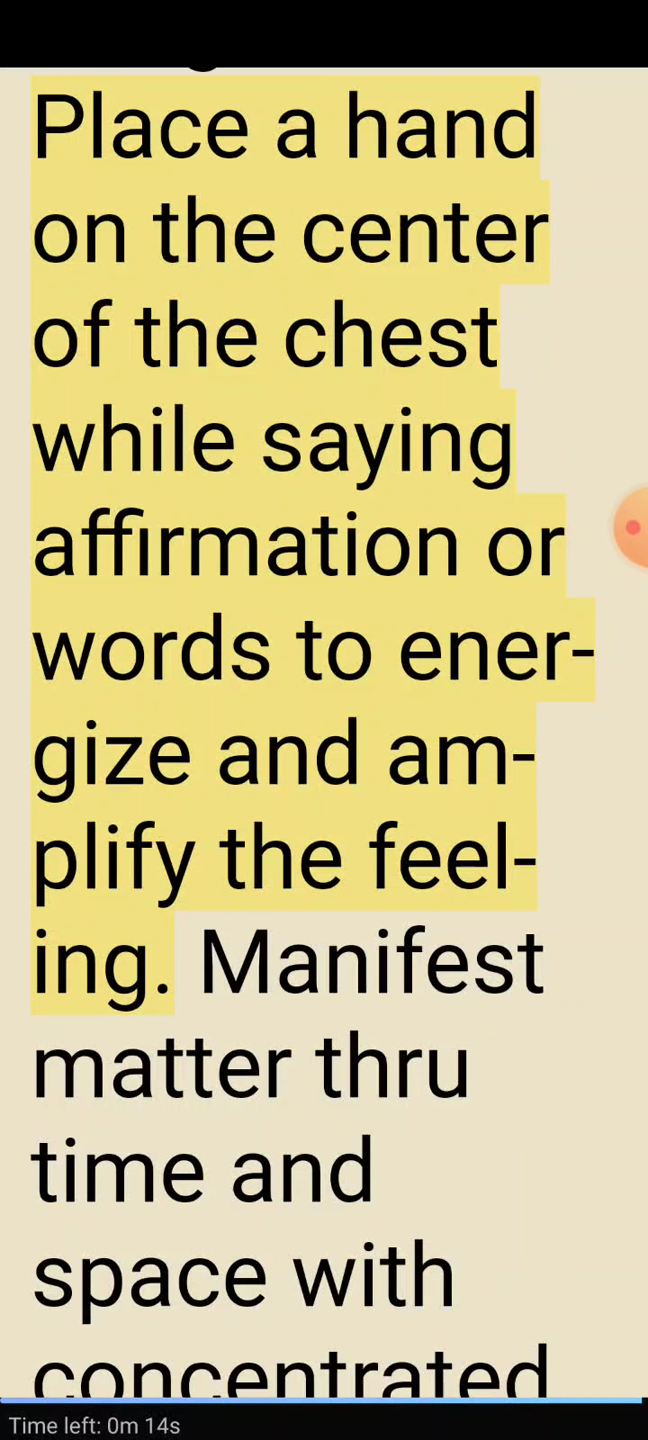 Place a hand
on the center
of the chest
while saying
affirmation or
words to ener-
gize and am-
plify the feel-
ing. Manifest
matter thru
time and
space with
concentrated
Time left: 0m 14s